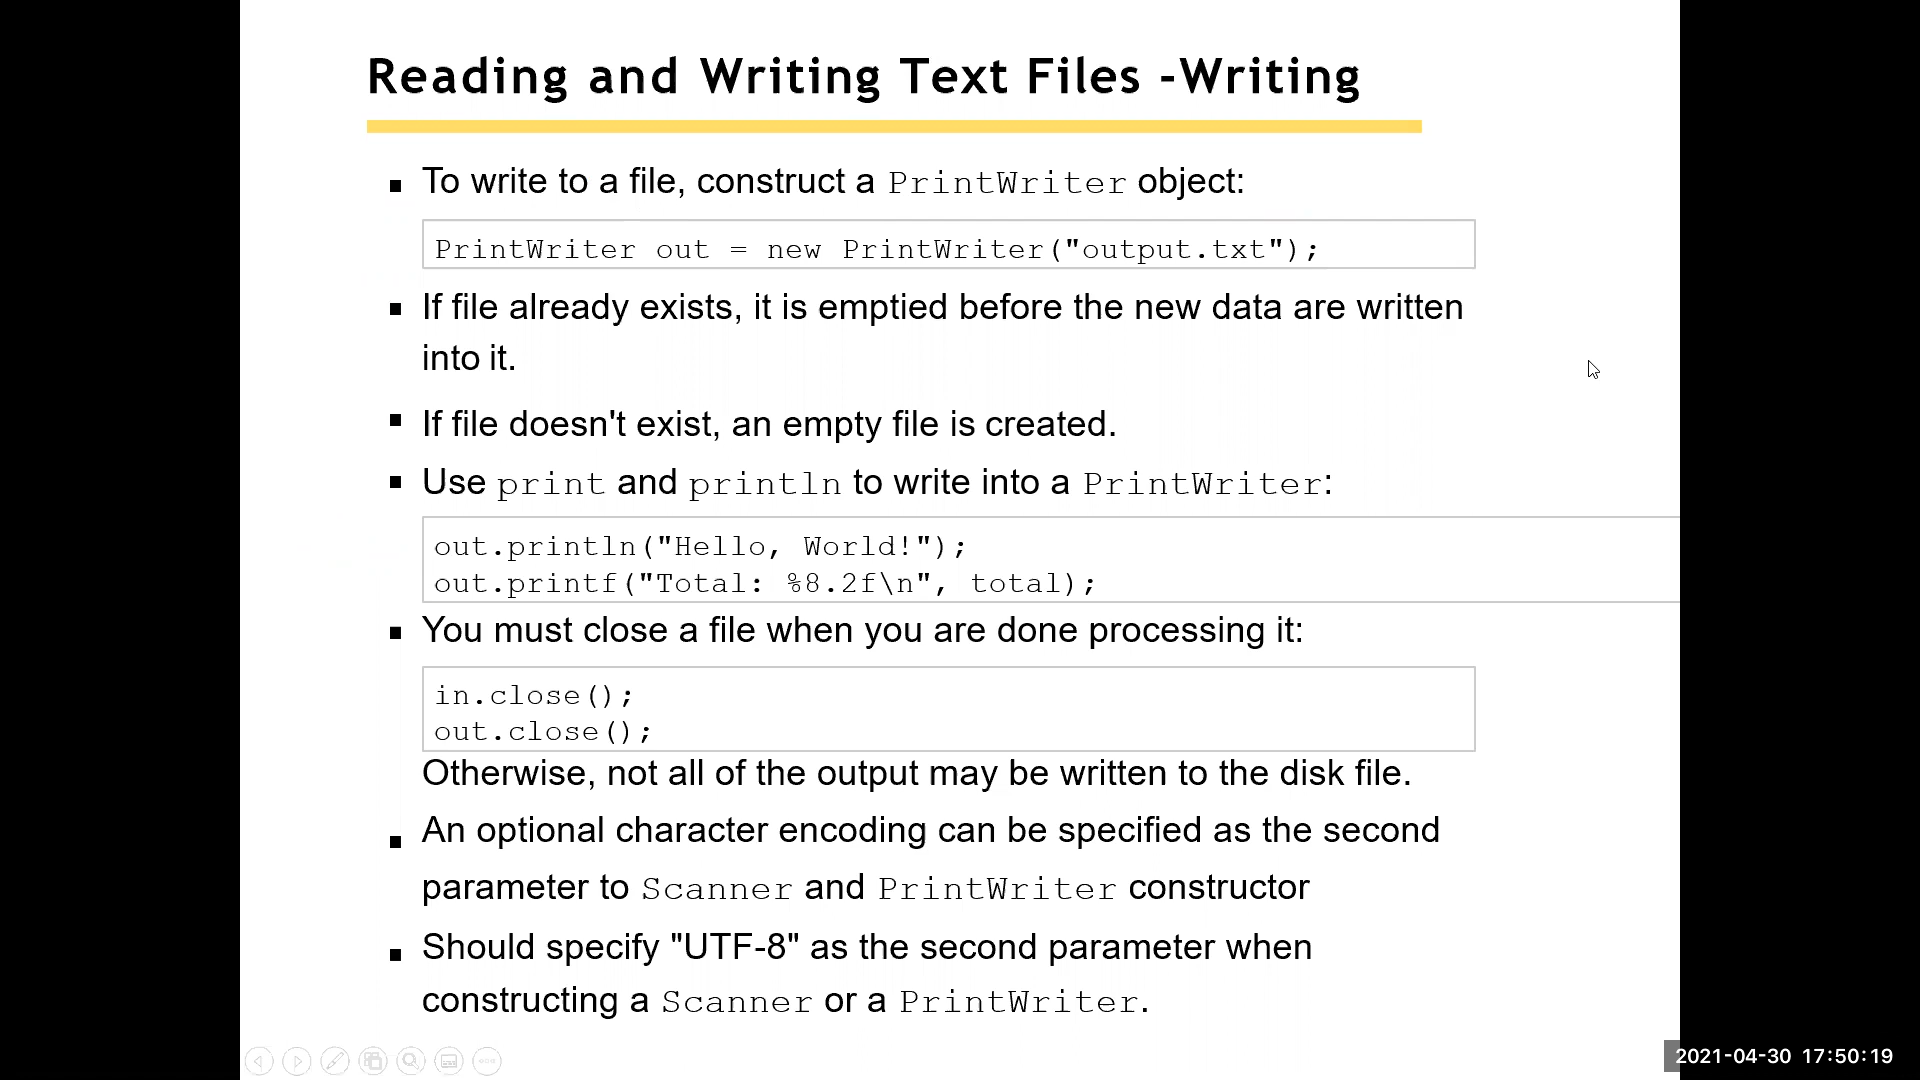 Reading and Writing Text Files -Writing
To write to a file, construct a PrintWriter object:
PrintWriter out = new PrintWriter("output.txt");
If file already exists, it is emptied before the new data are written
into it.
If file doesn't exist, an empty file is created.
Use print and println to write into a PrintWriter:
out.println("Hello, World!");
out.printf("Total: %8.2f\n", total);
You must close a file when you are done processing it:
in.close();
out.close();
Otherwise, not all of the output may be written to the disk file.
An optional character encoding can be specified as the second
parameter to Scanner and PrintWriter constructor
Should specify "UTF-8" as the second parameter when
constructing a Scanner or a PrintWriter.
2021-04-30 17:50:19